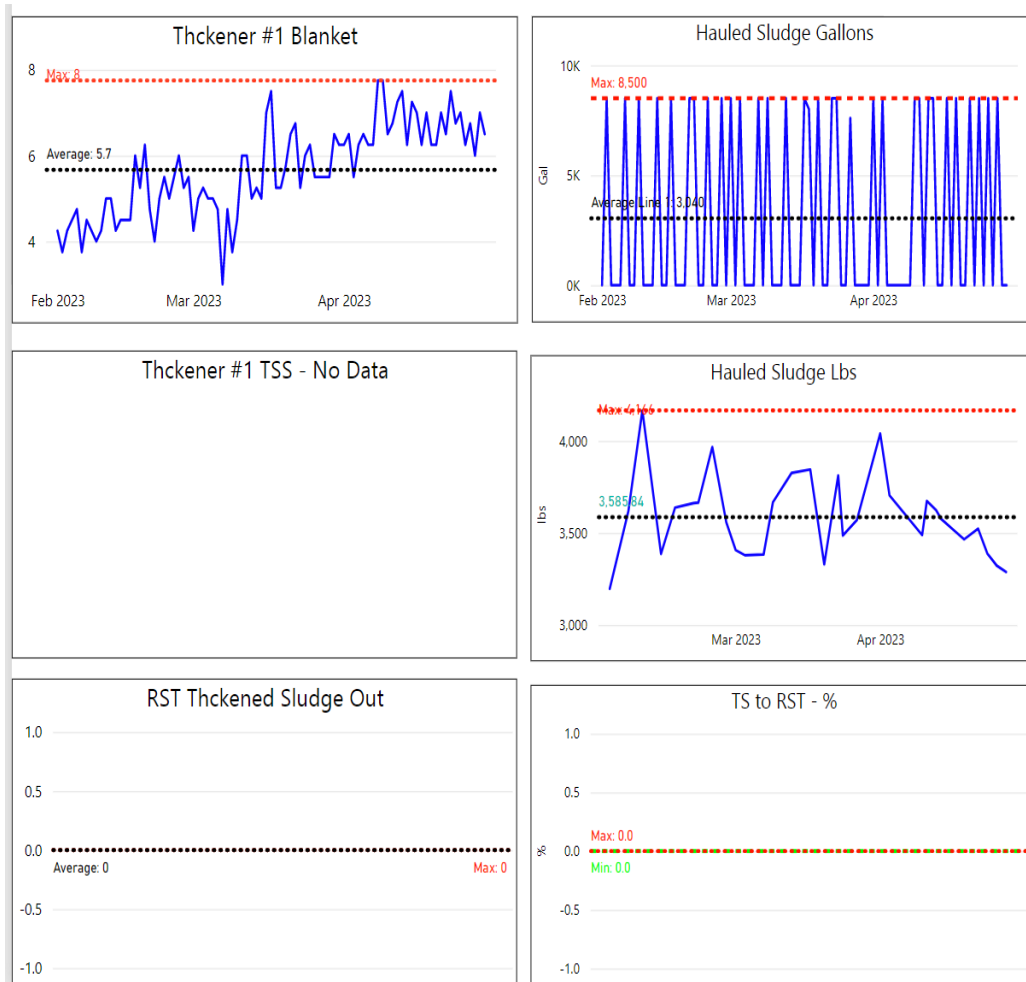 Thckener #1 Blanket
8
Max: 8
6
Average: 5.7
4
Feb 2023 Mar 2023 Apr 2023
Hauled Sludge Gallons
10K
Max: 8,500
Gal
5K
Average Line 1: 3,040
0K
Feb 2023 Mar 2023 Apr 2023
Thckener #1 TSS - No Data
Hauled Sludge Lbs
Max: 4,166
4,000
3,585.84
lbs
3,500
3,000
Mar 2023 Apr 2023
RST Thckened Sludge Out
1.0
0.5
0.0
Average: 0 Max: 0
-0.5
-1.0
TS to RST - %
1.0
0.5
Max: 0.0
% 0.0
Min: 0.0
-0.5
-1.0